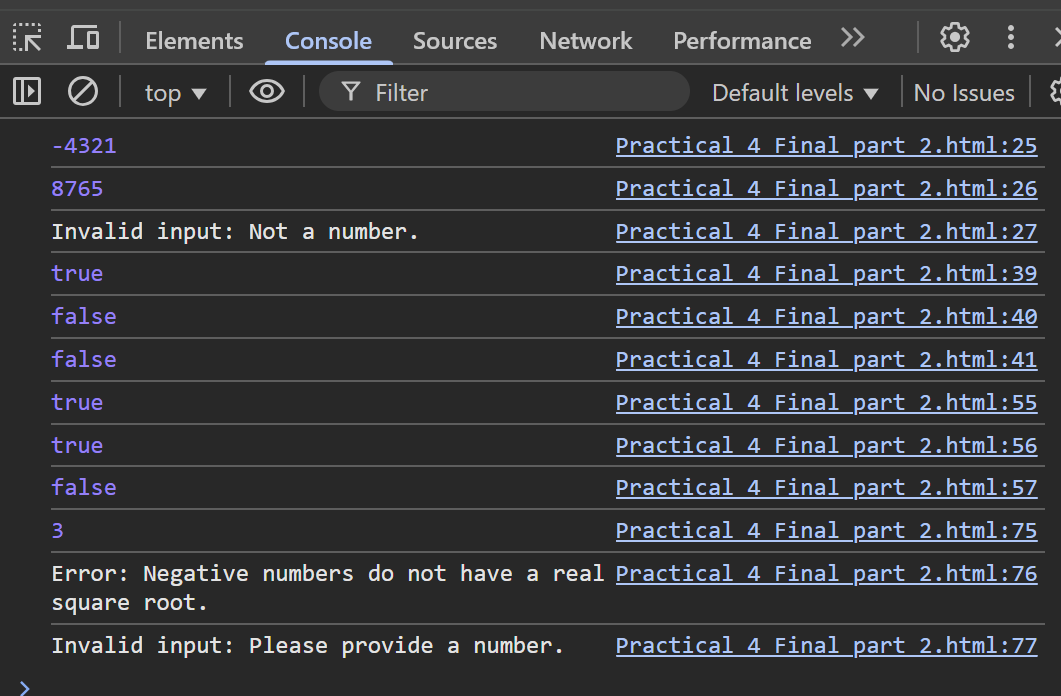 Elements Console Sources Network Performance
top Filter Default levels No Issues
-4321 Practical 4 Final part 2.html:25
8765 Practical 4 Final part 2.html:26
Invalid input: Not a number. Practical 4 Final part 2.html:27
true Practical 4 Final part 2.html:39
false Practical 4 Final part 2.html:40
false Practical 4 Final part 2.html:41
true Practical 4 Final part 2.html:55
true Practical 4 Final part 2.html:56
false Practical 4 Final part 2.html:57
3 Practical 4 Final part 2.html:75
Error: Negative numbers do not have a real Practical 4 Final part 2.html:76
square root.
Invalid input: Please provide a number. Practical 4 Final part 2.html:77